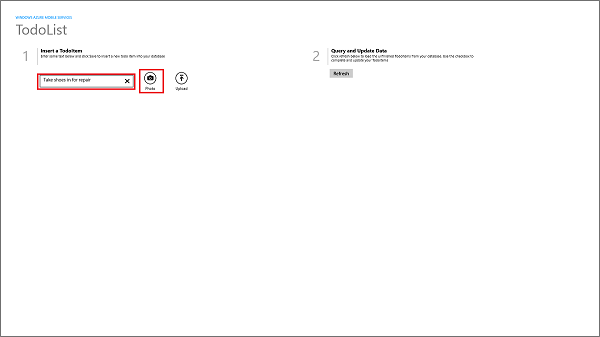 WINDOWS AZURE MOBILE SERVICES
TodoList
1
Insert a TodoItem
Enter some text below and click Save to insert a new todo item into your database
Take shoes in for repair
Photo
Upload
2
Query and Update Data
Click refresh below to load the unfinished TodoItems from your database. Use the checkbox to
complete and update your TodoItems
Refresh